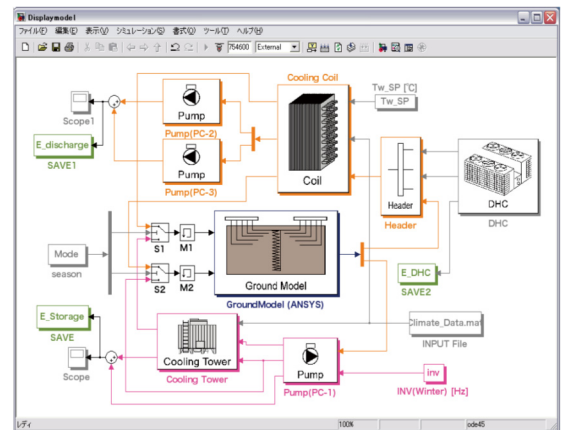 Displaymodel
ファイル(F) 編集(E) 表示(V) シミュレーション(S) 書式(O) ツール(T) ヘルプ(H)
754600 External
Cooling Coil
Tw_SP [℃]
Tw_SP
Scope1
Pump
Pump(PC-2)
E_discharge
SAVE1
Pump
Pump(PC-3)
Coil
Header
Header
DHC
DHC
Mode
season
S1
M1
S2
M2
Ground Model
GroundModel (ANSYS)
E_DHC
SAVE2
E_Storage
SAVE
Scope
Cooling Tower
Cooling Tower
Climate_Data.mat
INPUT File
Pump
Pump(PC-1)
inv
INV(Winter) [Hz]
レディ
100%
ode45